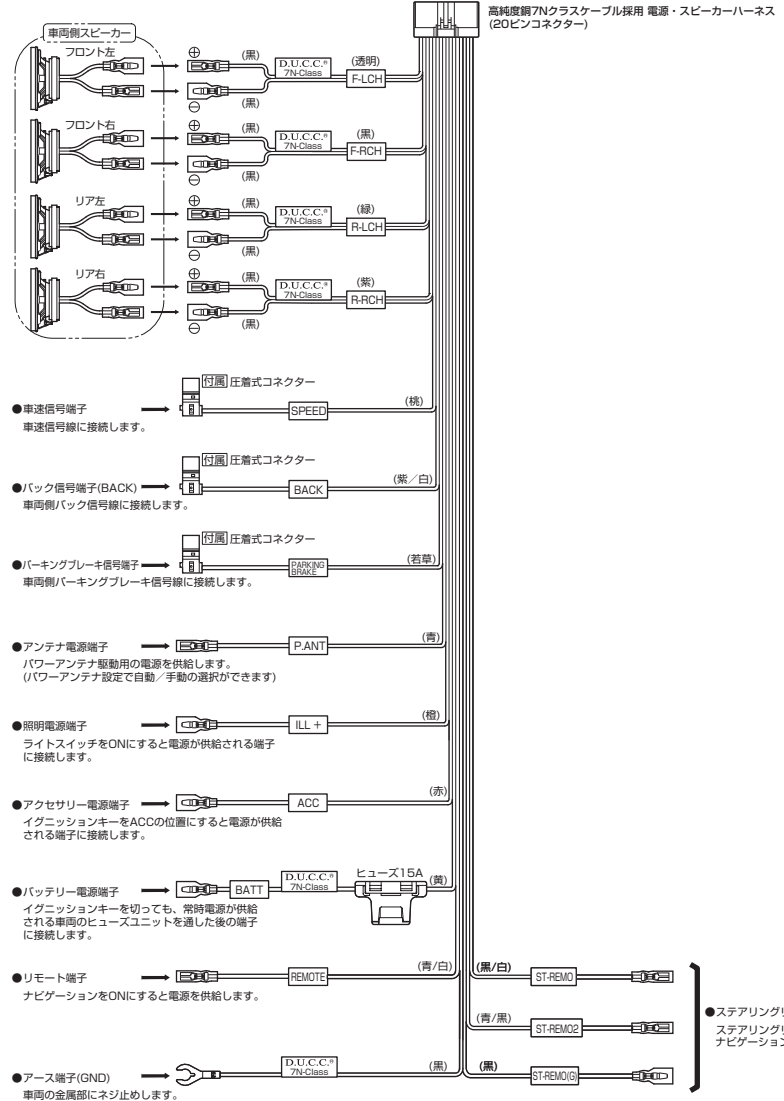 高純度銅7Nクラスケーブル採用 電源・スピーカーハーネス
(20ピンコネクター)
車両側スピーカー
フロント左
⊕
(黒)
D.U.C.C.®
7N-Class
(透明)
F-LCH
⊖
(黒)
フロント右
⊕
(黒)
D.U.C.C.®
7N-Class
(黒)
F-RCH
⊖
(黒)
リア左
⊕
(黒)
D.U.C.C.®
7N-Class
(緑)
R-LCH
⊖
(黒)
リア右
⊕
(黒)
D.U.C.C.®
7N-Class
(紫)
R-RCH
⊖
(黒)
付属 圧着式コネクター
●車速信号端子
SPEED
(桃)
車速信号線に接続します。
付属 圧着式コネクター
●バック信号端子(BACK)
BACK
(紫/白)
車両側バック信号線に接続します。
付属 圧着式コネクター
●パーキングブレーキ信号端子
PARKING
BRAKE
(若草)
車両側パーキングブレーキ信号線に接続します。
●アンテナ電源端子
P.ANT
(青)
パワーアンテナ駆動用の電源を供給します。
(パワーアンテナ設定で自動/手動の選択ができます)
●照明電源端子
ILL +
(橙)
ライトスイッチをONにすると電源が供給される端子
に接続します。
●アクセサリー電源端子
ACC
(赤)
イグニッションキーをACCの位置にすると電源が供給
される端子に接続します。
●バッテリー電源端子
BATT
D.U.C.C.®
7N-Class
ヒューズ15A
(黄)
イグニッションキーを切っても、常時電源が供給
される車両のヒューズユニットを通した後の端子
に接続します。
●リモート端子
REMOTE
(青/白)
ナビゲーションをONにすると電源を供給します。
(黒/白)
ST-REMO
(青/黒)
ST-REMO2
●ステアリング
ステアリング
ナビゲーション
●アース端子(GND)
D.U.C.C.®
7N-Class
(黒)
車両の金属部にネジ止めします。
(黒)
ST-REMO(G)